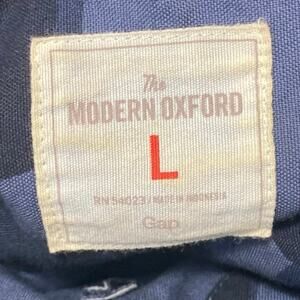 The
MODERN OXFORD
L
RN 54023 / MADE IN INDONESIA
Gap